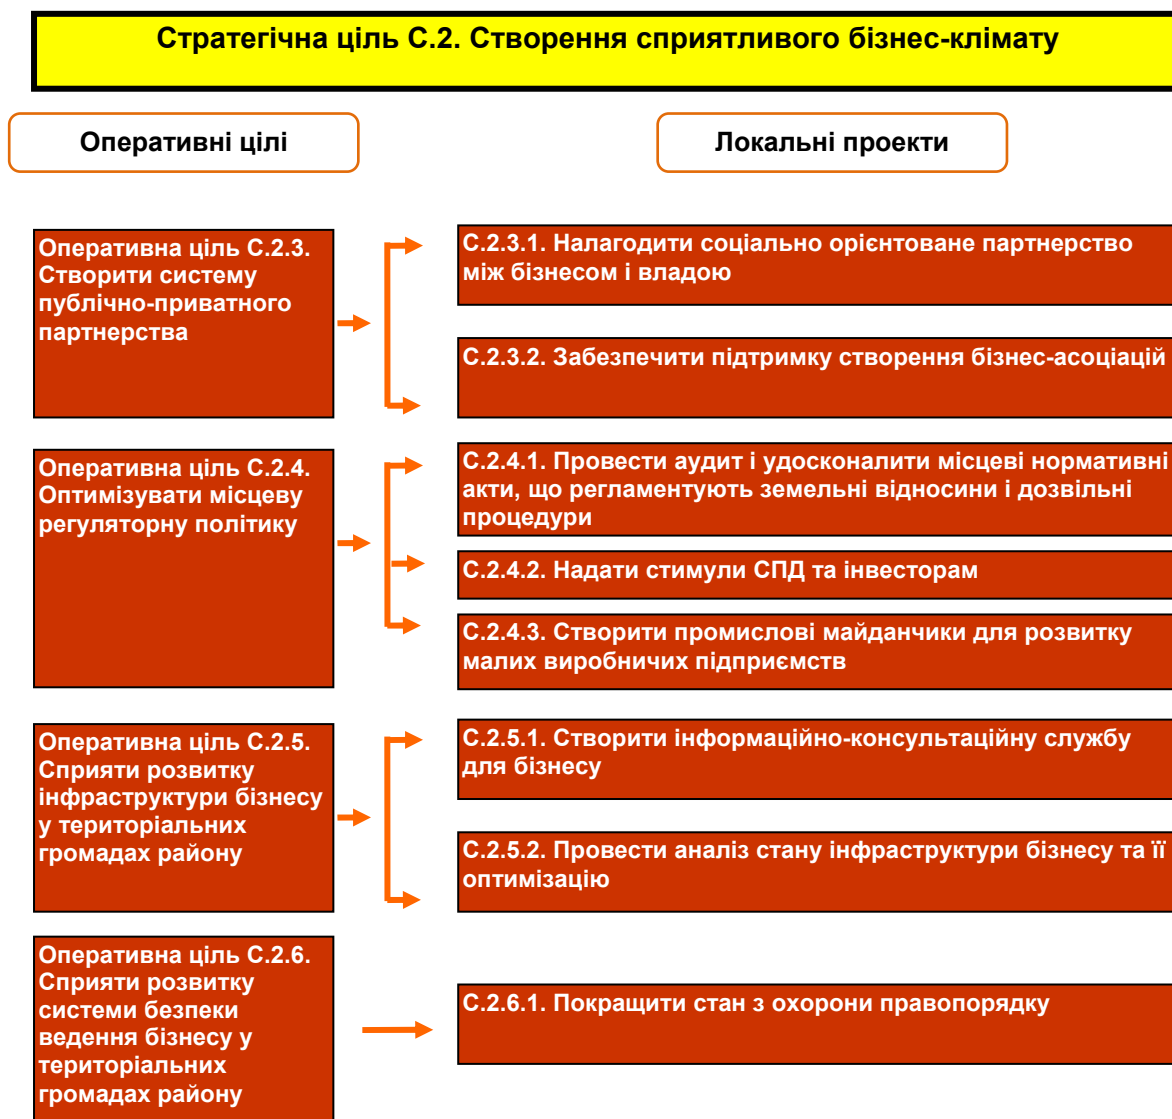 Стратегічна ціль С.2. Створення сприятливого бізнес-клімату
Оперативні цілі
Локальні проекти
Оперативна ціль С.2.3.
Створити систему
публічно-приватного
партнерства
С.2.3.1. Налагодити соціально орієнтоване партнерство
між бізнесом і владою
С.2.3.2. Забезпечити підтримку створення бізнес-асоціацій
Оперативна ціль С.2.4.
Оптимізувати місцеву
регуляторну політику
С.2.4.1. Провести аудит і удосконалити місцеві нормативні
акти, що регламентують земельні відносини і дозвільні
процедури
С.2.4.2. Надати стимули СПД та інвесторам
С.2.4.3. Створити промислові майданчики для розвитку
малих виробничих підприємств
Оперативна ціль С.2.5.
Сприяти розвитку
інфраструктури бізнесу
у територіальних
громадах району
С.2.5.1. Створити інформаційно-консультаційну службу
для бізнесу
С.2.5.2. Провести аналіз стану інфраструктури бізнесу та її
оптимізацію
Оперативна ціль С.2.6.
Сприяти розвитку
системи безпеки
ведення бізнесу у
територіальних
громадах району
С.2.6.1. Покращити стан з охорони правопорядку